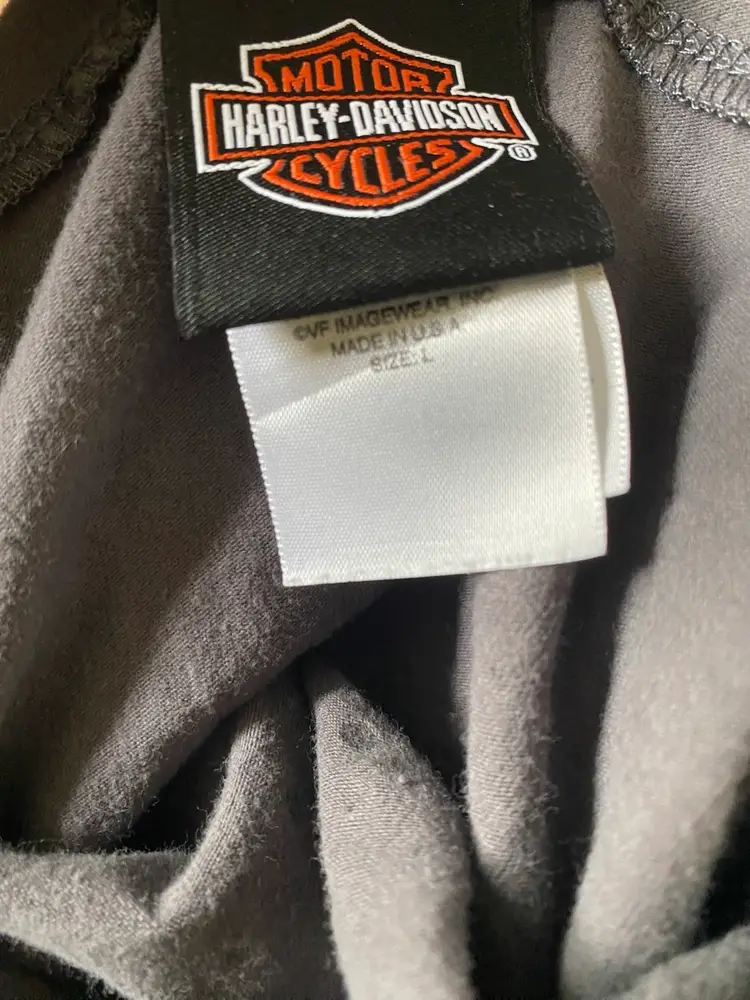 MOTOR
HARLEY-DAVIDSON
CYCLES
®
©VF IMAGEWEAR, INC.
MADE IN U.S.A.
SIZE: L